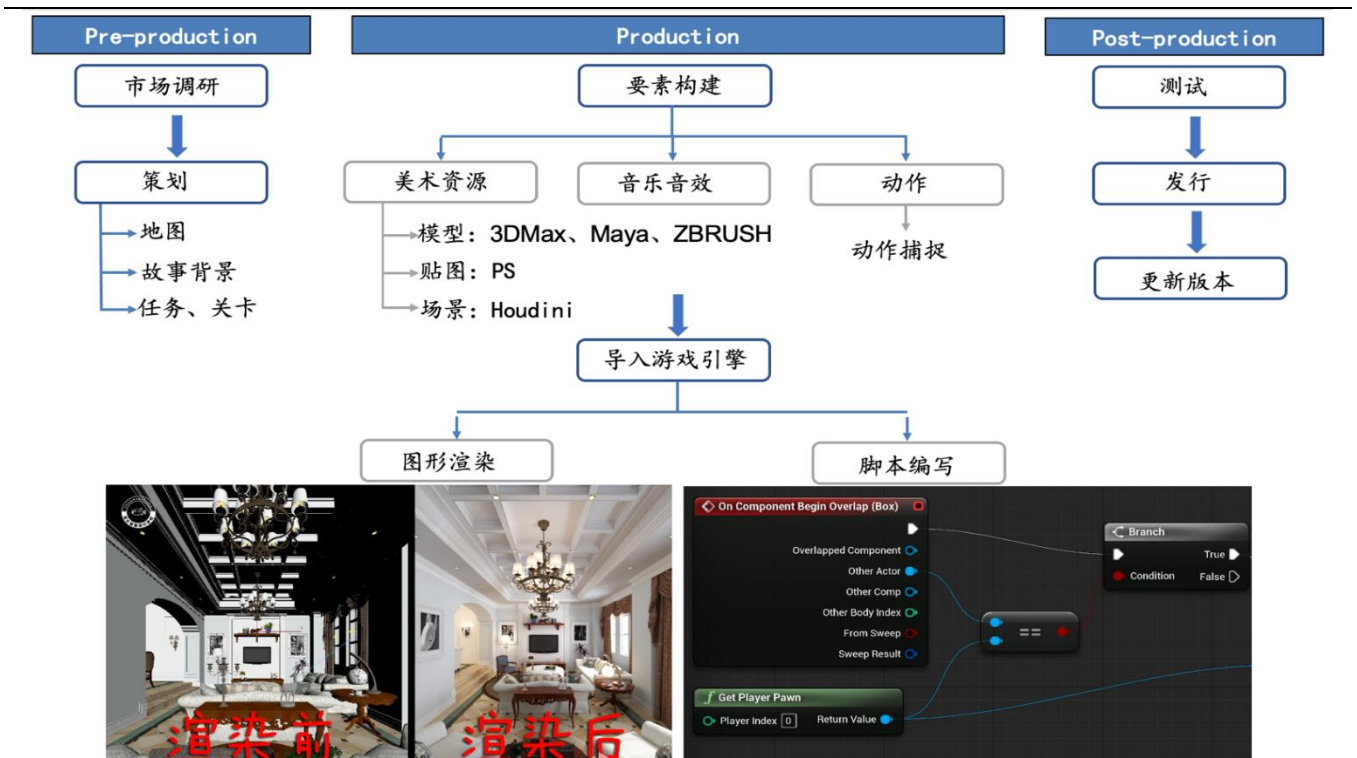 Pre-production
Production
Post-production
市场调研
要素构建
测试
策划
美术资源
音乐音效
动作
发行
地图
模型：3DMax、Maya、ZBRUSH
动作捕捉
故事背景
贴图：PS
更新版本
任务、关卡
场景：Houdini
导入游戏引擎
图形渲染
脚本编写
渲染前
渲染后
On Component Begin Overlap (Box)
Overlapped Component
Other Actor
Other Comp
Other Body Index
From Sweep
Sweep Result
Branch
True
Condition
False
==
f Get Player Pawn
Player Index 0
Return Value